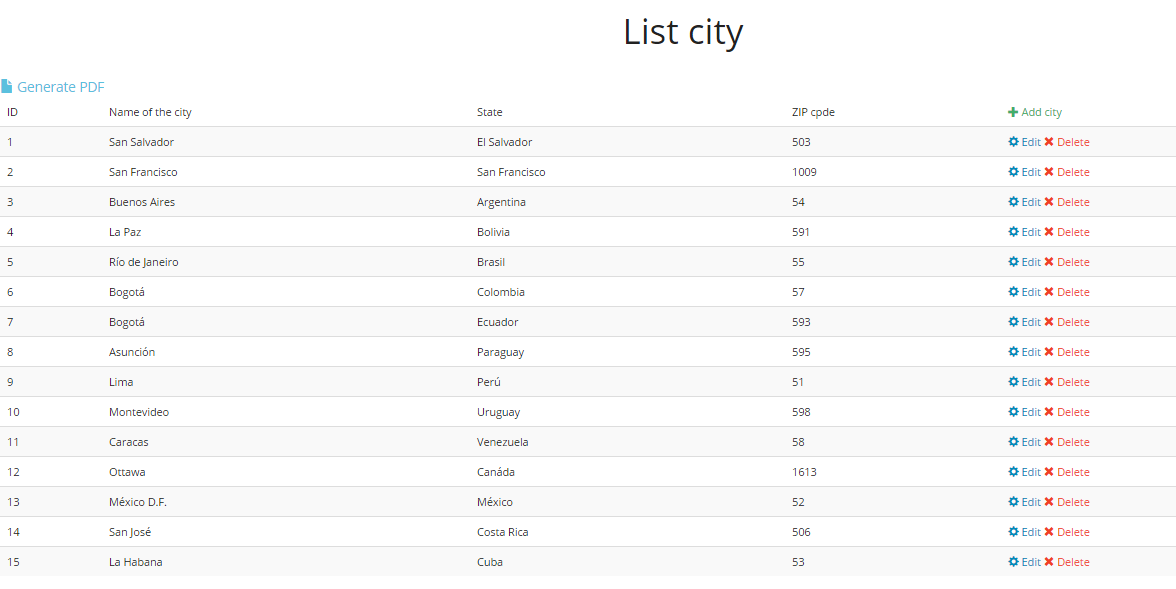 List city
Generate PDF
ID Name of the city State ZIP cpde Add city
1 San Salvador El Salvador 503 Edit Delete
2 San Francisco San Francisco 1009 Edit Delete
3 Buenos Aires Argentina 54 Edit Delete
4 La Paz Bolivia 591 Edit Delete
5 Río de Janeiro Brasil 55 Edit Delete
6 Bogotá Colombia 57 Edit Delete
7 Bogotá Ecuador 593 Edit Delete
8 Asunción Paraguay 595 Edit Delete
9 Lima Perú 51 Edit Delete
10 Montevideo Uruguay 598 Edit Delete
11 Caracas Venezuela 58 Edit Delete
12 Ottawa Canáda 1613 Edit Delete
13 México D.F. México 52 Edit Delete
14 San José Costa Rica 506 Edit Delete
15 La Habana Cuba 53 Edit Delete